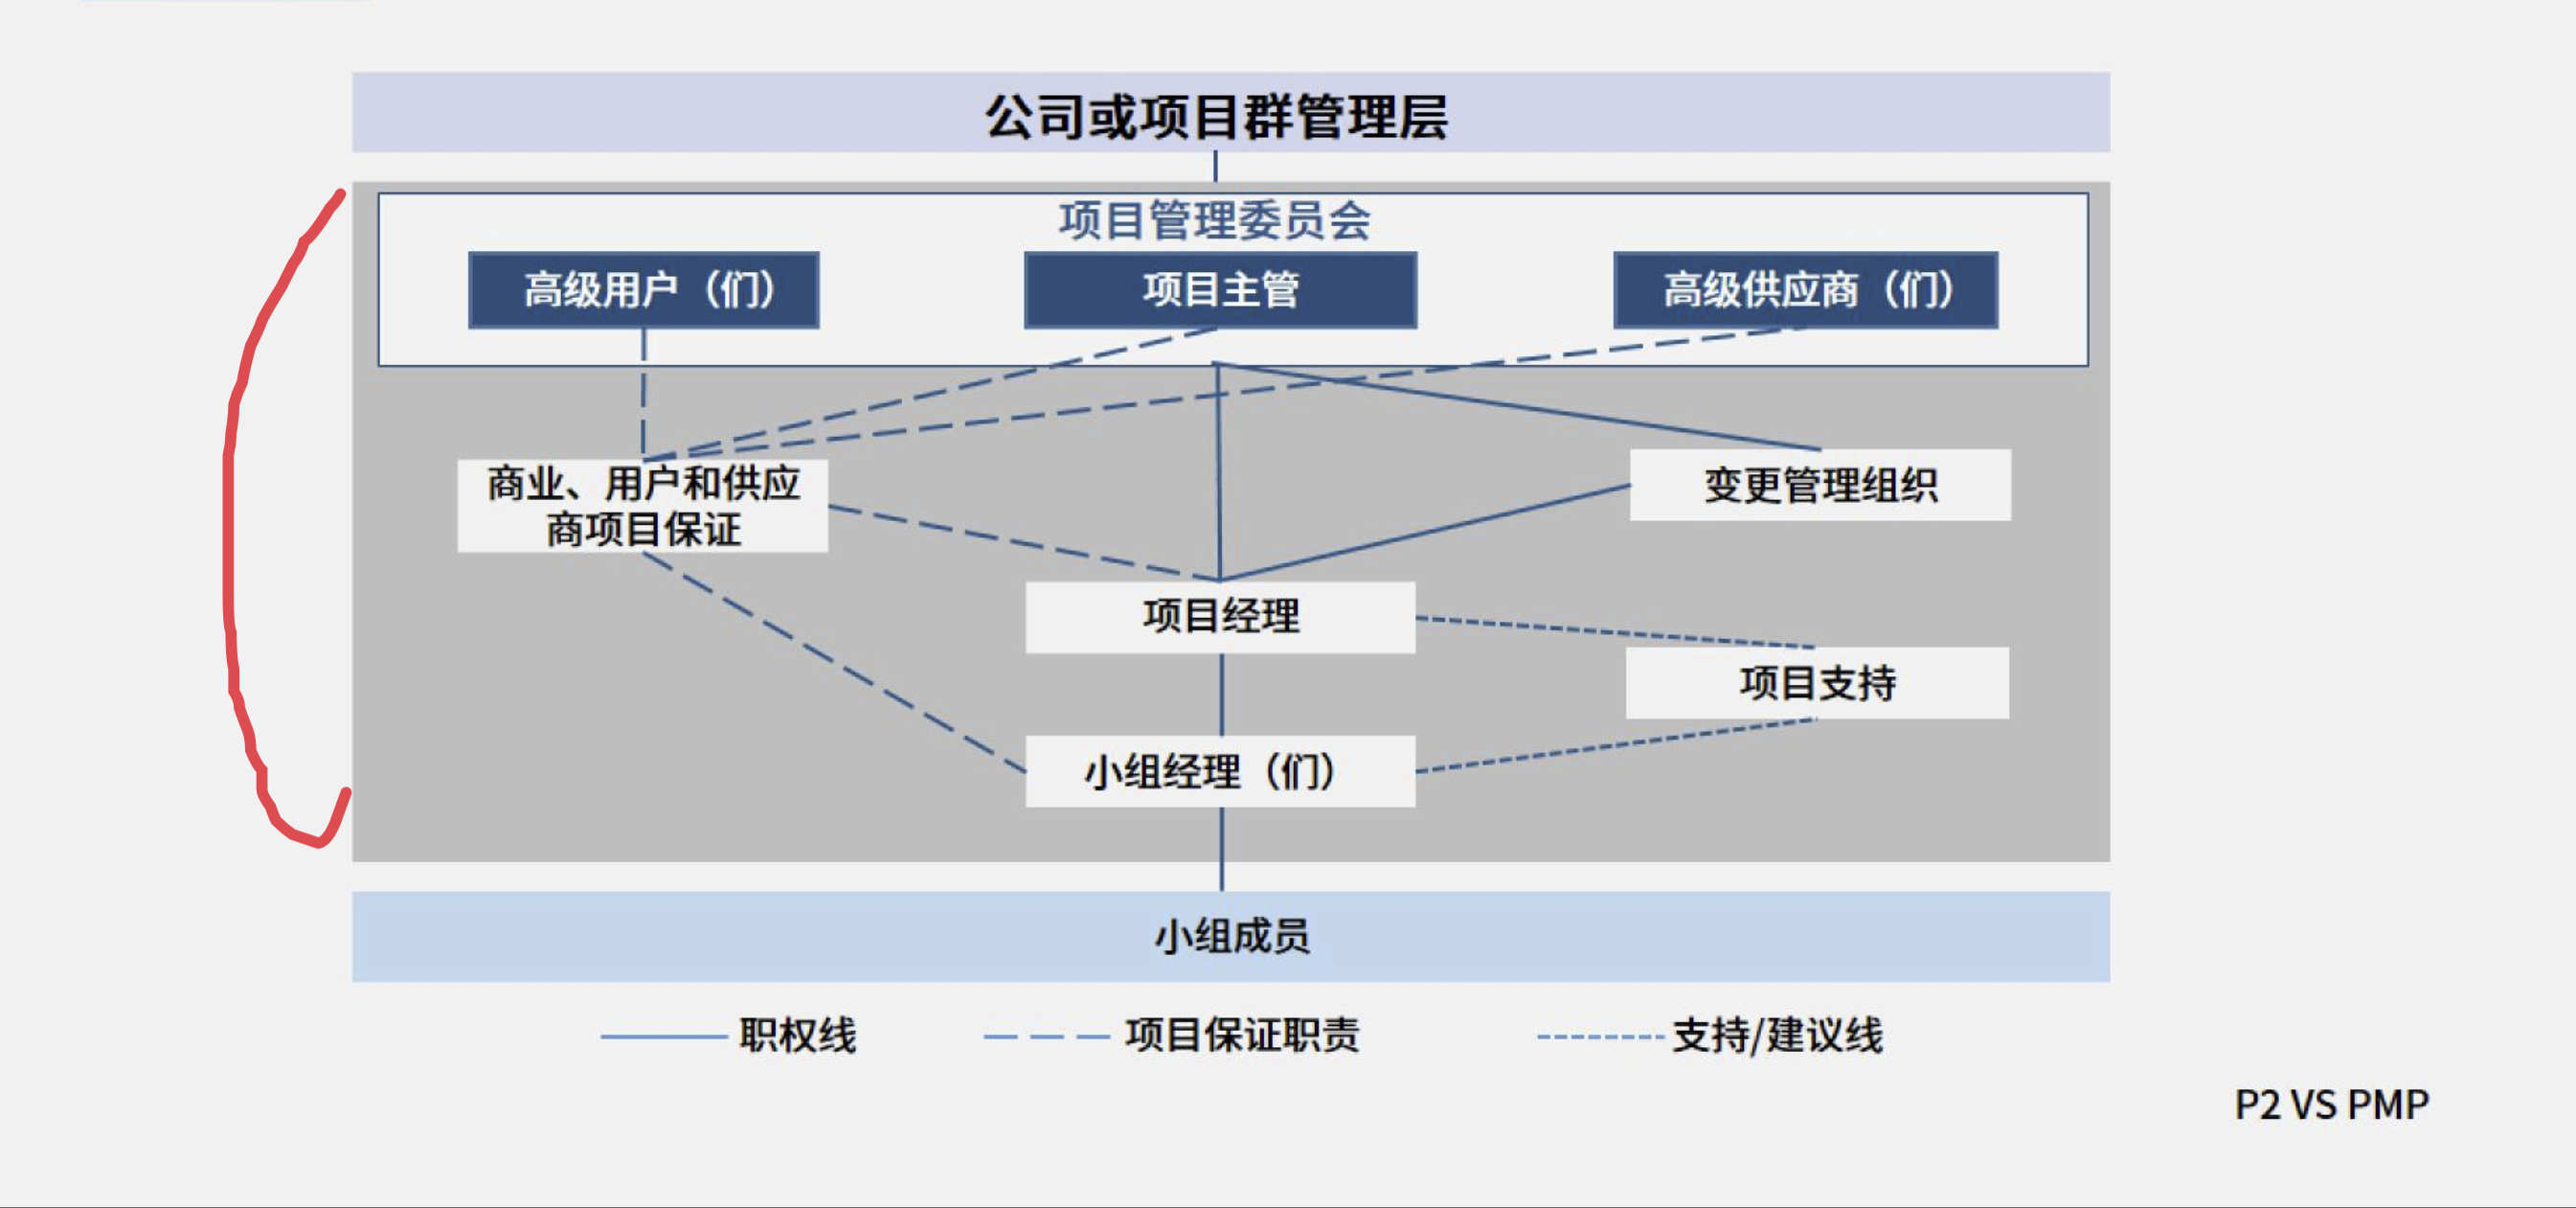 公司或项目群管理层
项目管理委员会
高级用户（们）
项目主管
高级供应商（们）
商业、用户和供应
商项目保证
变更管理组织
项目经理
项目支持
小组经理（们）
小组成员
职权线
项目保证职责
支持/建议线
P2 VS PMP